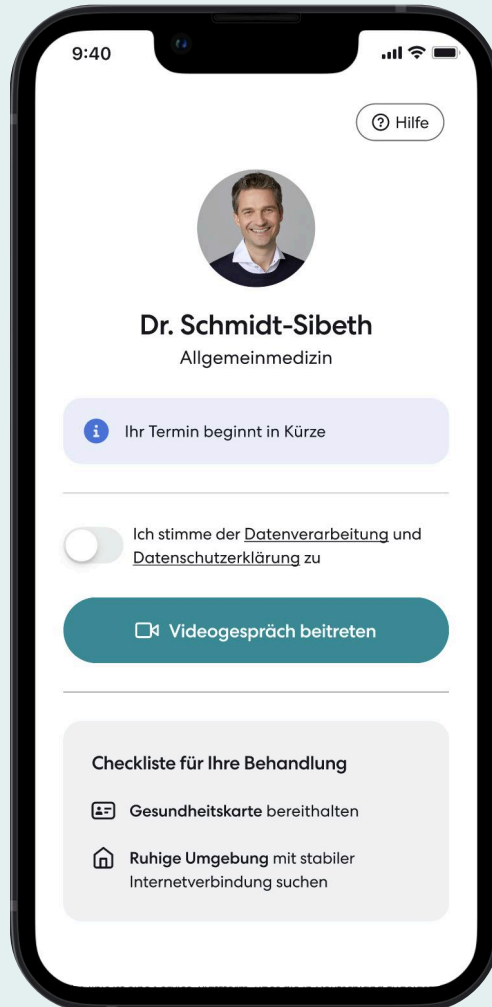 9:40
Hilfe
Dr. Schmidt-Sibeth
Allgemeinmedizin
Ihr Termin beginnt in Kürze
Ich stimme der Datenverarbeitung und
Datenschutzerklärung zu
Videogespräch beitreten
Checkliste für Ihre Behandlung
Gesundheitskarte bereithalten
Ruhige Umgebung mit stabiler
Internetverbindung suchen